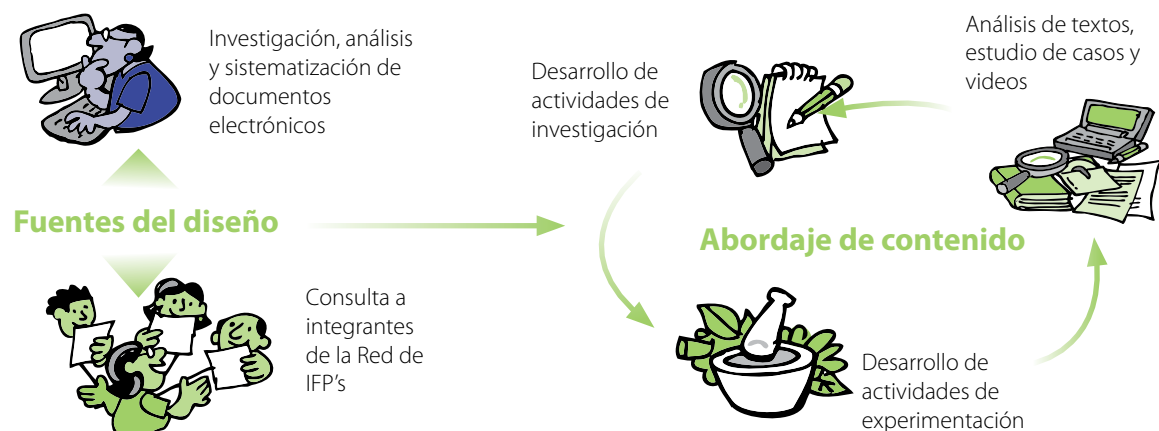 Investigación, análisis
y sistematización de
documentos
electrónicos
Fuentes del diseño
Consulta a
integrantes
de la Red de
IFP's
Desarrollo de
actividades de
investigación
Análisis de textos,
estudio de casos y
videos
Abordaje de contenido
Desarrollo de
actividades de
experimentación